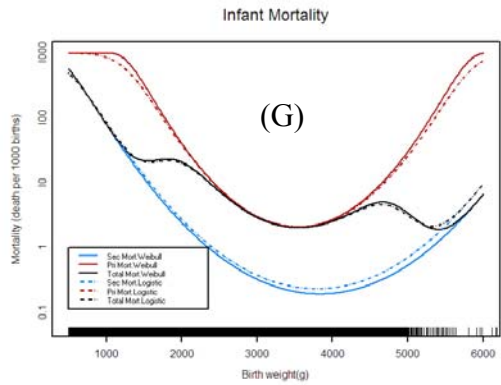 Infant Mortality
(G)
Mortality (death per 1000 births)
1000
100
10
1
0.1
Sec Mort.Weibull
Pri Mort.Weibull
Total Mort.Weibull
Sec Mort.Logistic
Pri Mort.Logistic
Total Mort.Logistic
1000 2000 3000 4000 5000 6000
Birth weight(g)